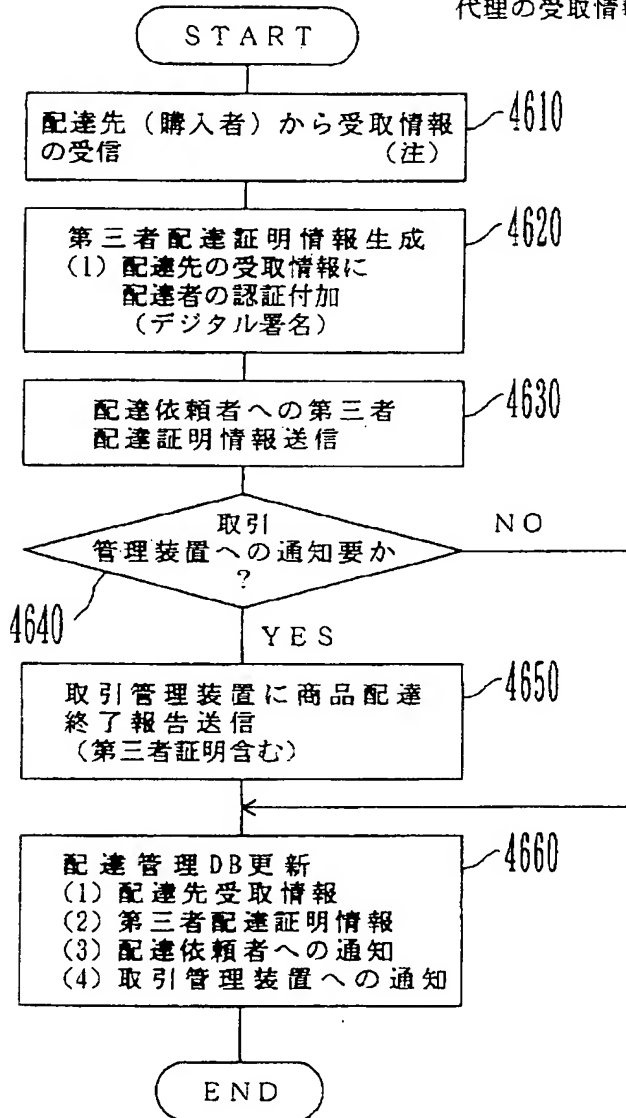 代理の受取情報
START
配達先（購入者）から受取情報
の受信 （注）
4610
第三者配達証明情報生成
(1) 配達先の受取情報に
配達者の認証付加
（デジタル署名）
4620
配達依頼者への第三者
配達証明情報送信
4630
取引
管理装置への通知要か
?
NO
4640
YES
取引管理装置に商品配達
終了報告送信
（第三者証明含む）
4650
配達管理DB更新
(1) 配達先受取情報
(2) 第三者配達証明情報
(3) 配達依頼者への通知
(4) 取引管理装置への通知
4660
END